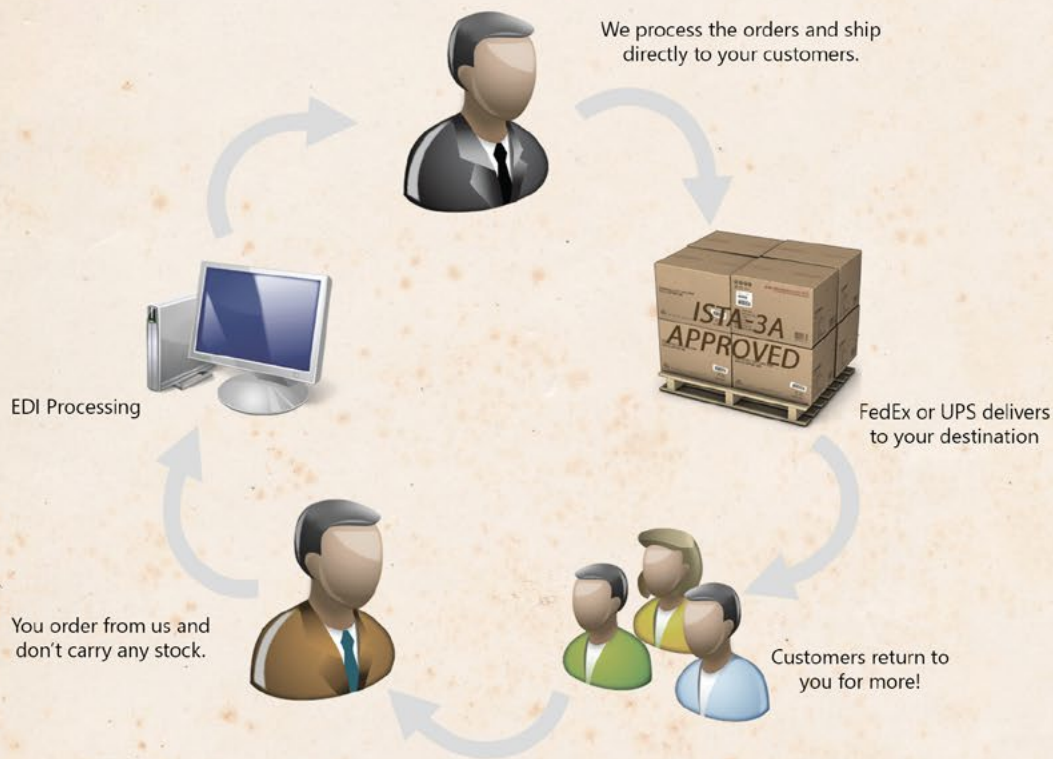 We process the orders and ship
directly to your customers.
ISTA-3A
APPROVED
EDI Processing
FedEx or UPS delivers
to your destination
You order from us and
don't carry any stock.
Customers return to
you for more!